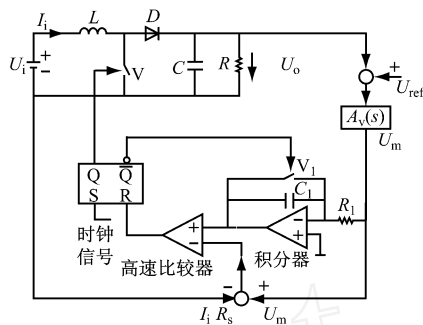 I_i L D
+
U_i
−
V C R U_o
+
U_ref
A_v(s)
U_m
Q Q̄
S R
V_1
C_1
R_1
+
−
−
+
时钟
信号
高速比较器
积分器
− +
I_i R_s U_m